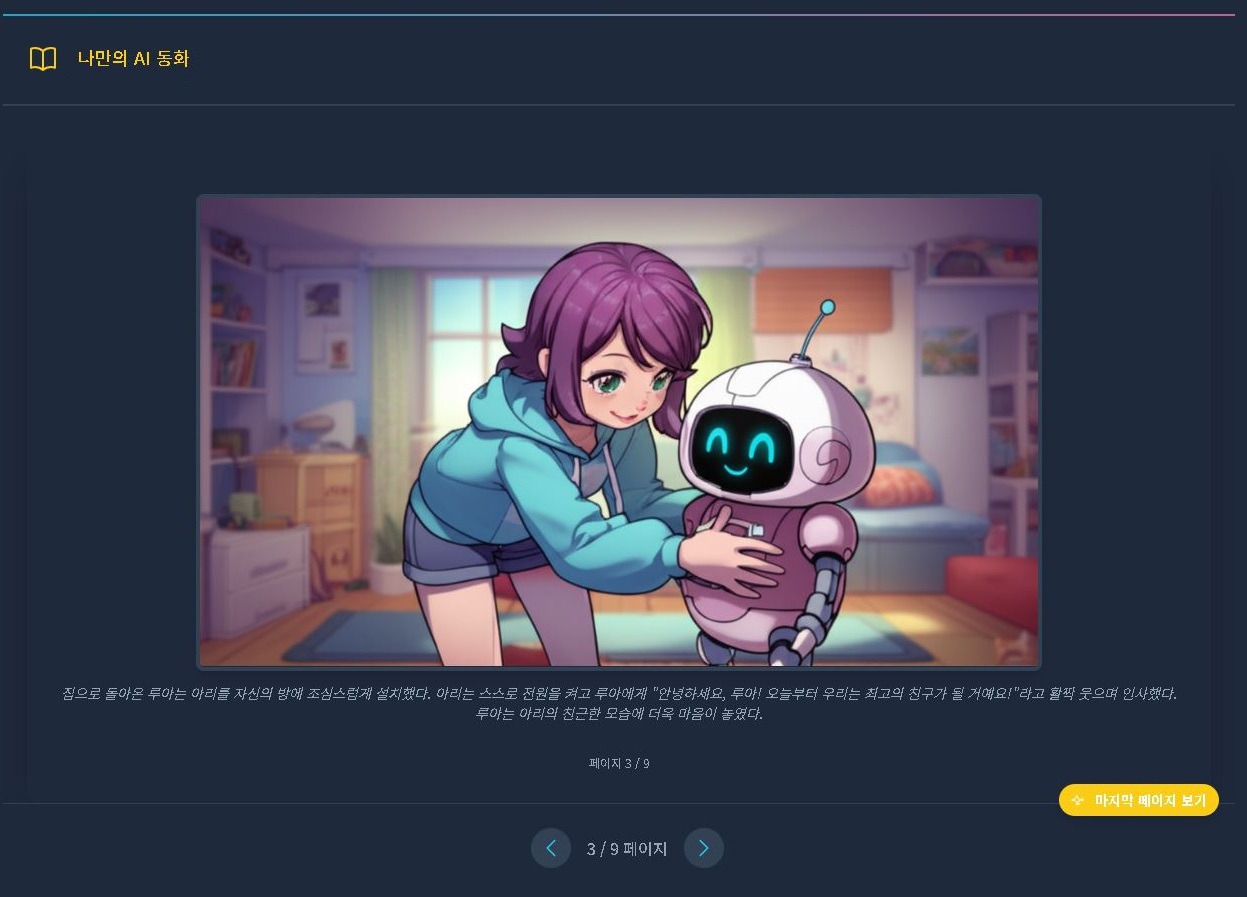 나만의 AI 동화
집으로 돌아온 루아는 아리를 자신의 방에 조심스럽게 설치했다. 아리는 스스로 전원을 켜고 루아에게 "안녕하세요, 루아! 오늘부터 우리는 최고의 친구가 될 거예요!"라고 활짝 웃으며 인사했다.
루아는 아리의 친근한 모습에 더욱 마음이 놓였다.
페이지 3 / 9
마지막 페이지 보기
3 / 9 페이지